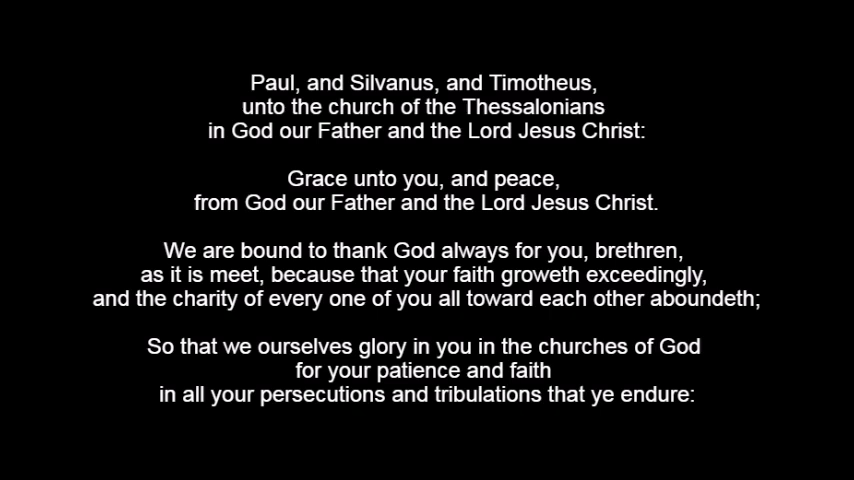 Paul, and Silvanus, and Timotheus,
unto the church of the Thessalonians
in God our Father and the Lord Jesus Christ:
Grace unto you, and peace,
from God our Father and the Lord Jesus Christ.
We are bound to thank God always for you, brethren,
as it is meet, because that your faith groweth exceedingly,
and the charity of every one of you all toward each other aboundeth;
So that we ourselves glory in you in the churches of God
for your patience and faith
in all your persecutions and tribulations that ye endure: